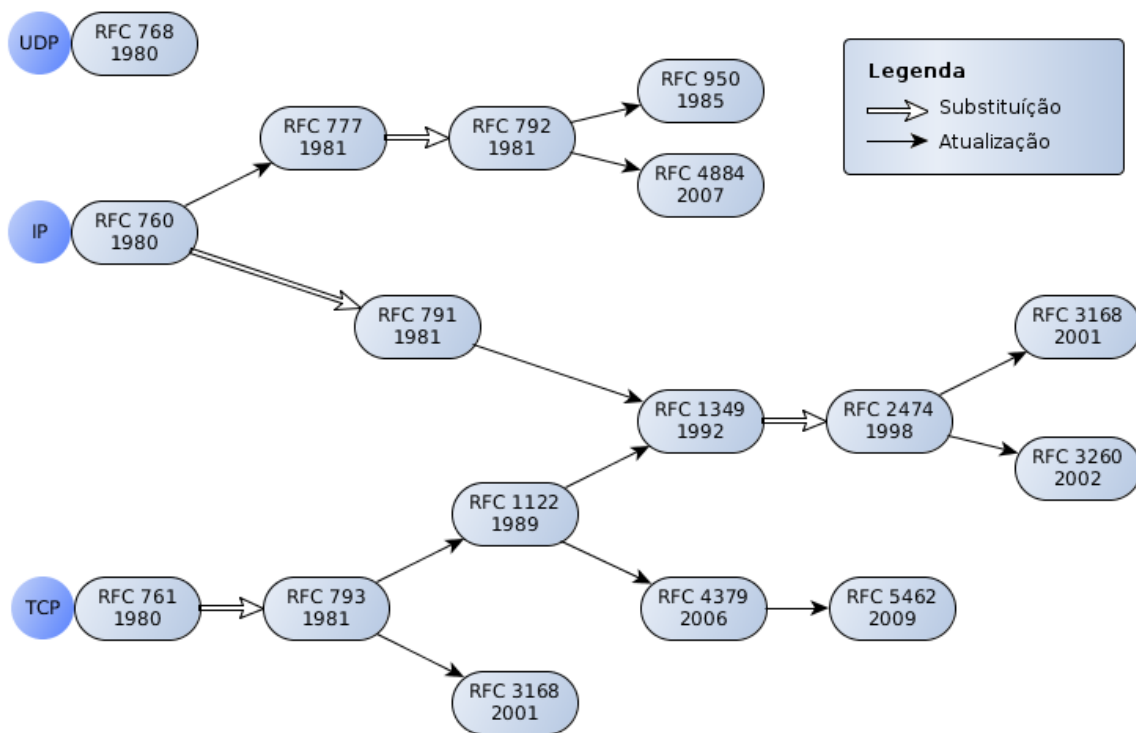 UDP
RFC 768
1980
Legenda
Substituíção
Atualização
RFC 950
1985
RFC 777
1981
RFC 792
1981
RFC 4884
2007
IP
RFC 760
1980
RFC 791
1981
RFC 3168
2001
RFC 1349
1992
RFC 2474
1998
RFC 3260
2002
RFC 1122
1989
TCP
RFC 761
1980
RFC 793
1981
RFC 4379
2006
RFC 5462
2009
RFC 3168
2001